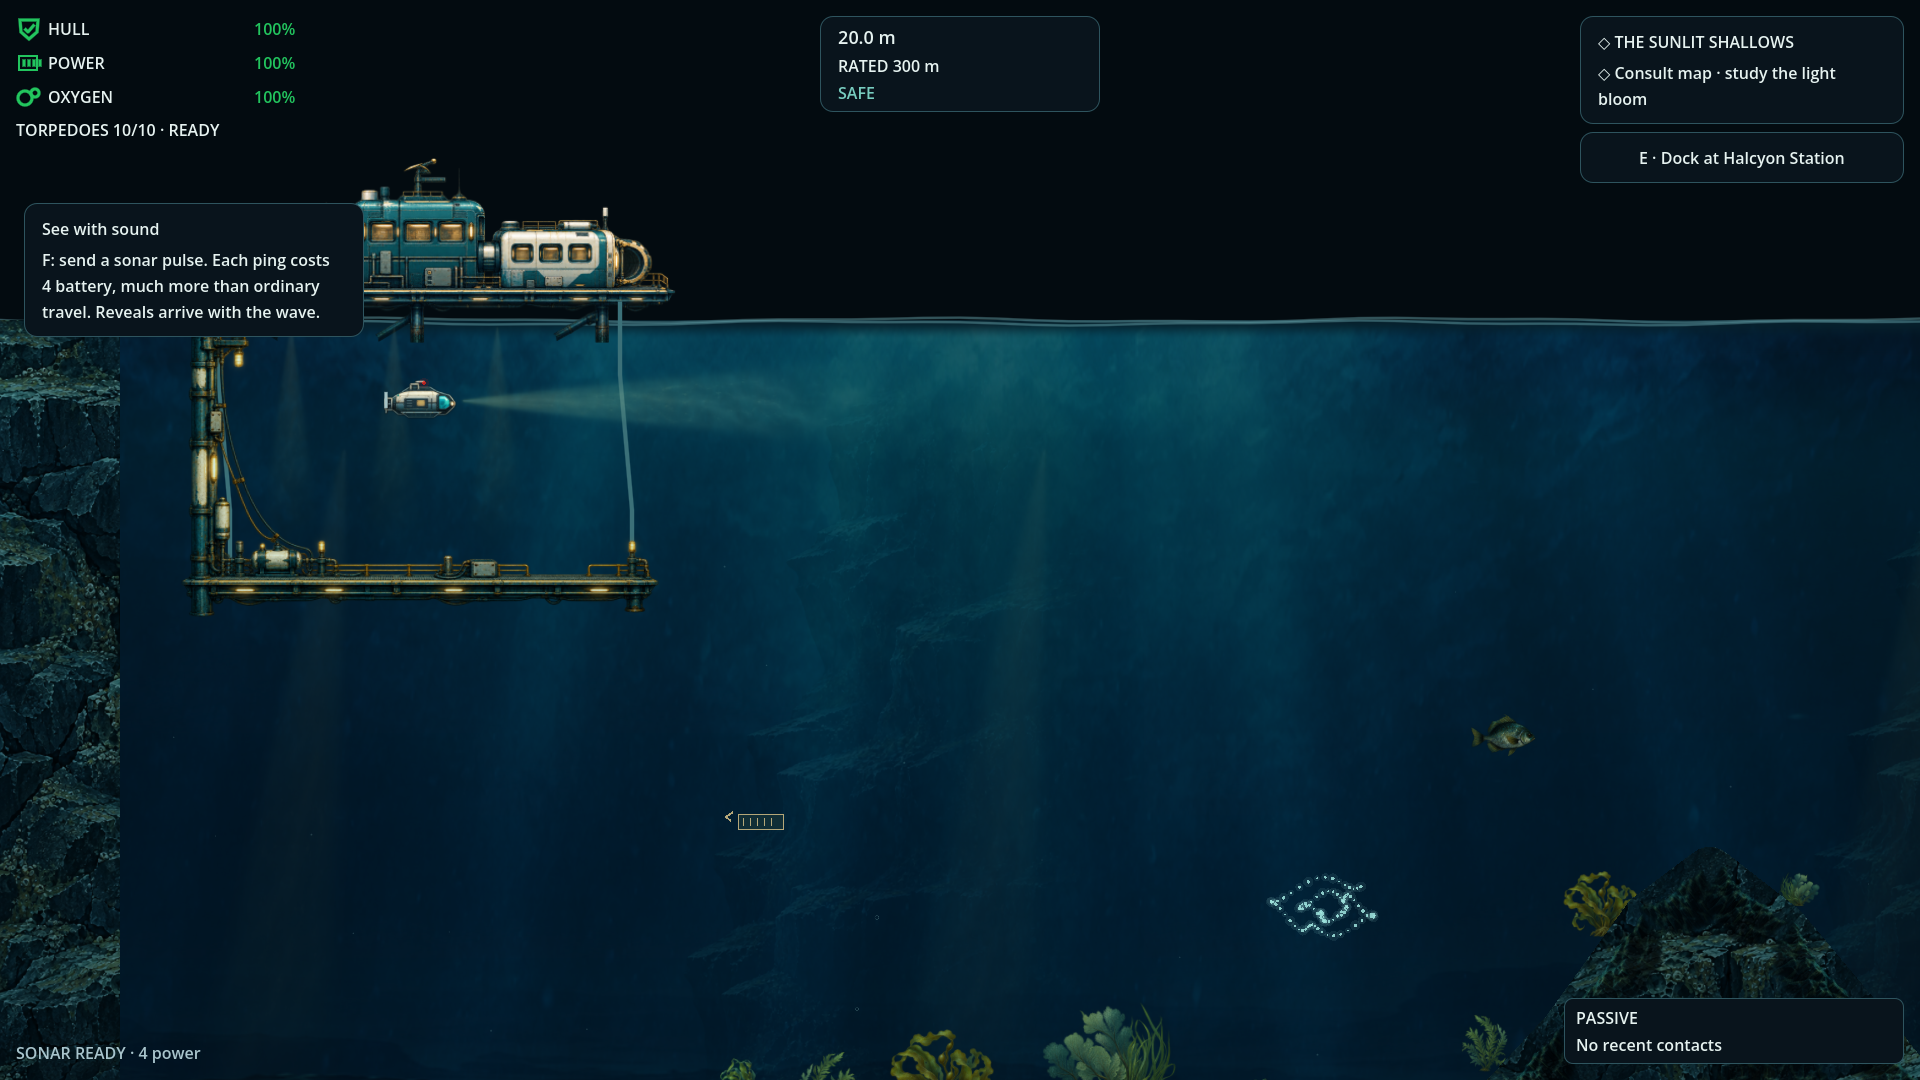 HULL 100%
POWER 100%
OXYGEN 100%
TORPEDOES 10/10 · READY
20.0 m
RATED 300 m
SAFE
◇ THE SUNLIT SHALLOWS
◇ Consult map · study the light
bloom
E · Dock at Halcyon Station
See with sound
F: send a sonar pulse. Each ping costs
4 battery, much more than ordinary
travel. Reveals arrive with the wave.
SONAR READY · 4 power
PASSIVE
No recent contacts